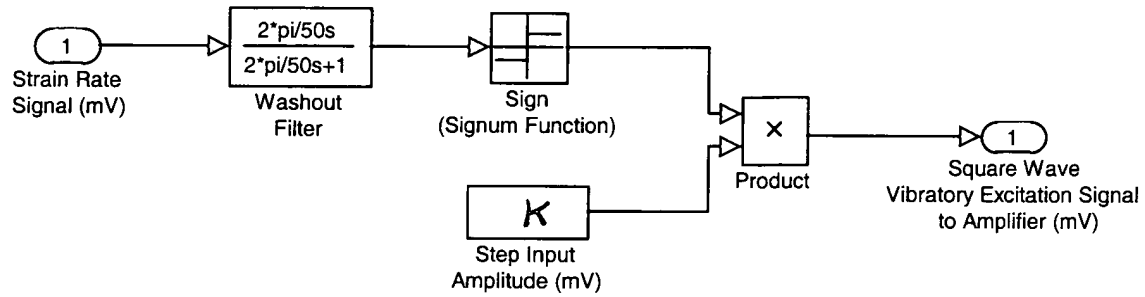 1
Strain Rate
Signal (mV)
2*pi/50s
2*pi/50s+1
Washout
Filter
Sign
(Signum Function)
K
Step Input
Amplitude (mV)
×
Product
1
Square Wave
Vibratory Excitation Signal
to Amplifier (mV)